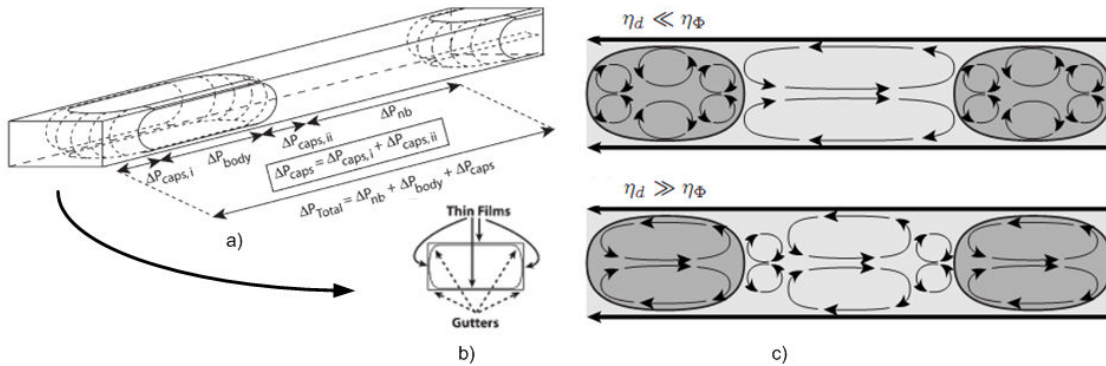 ΔP_nb
ΔP_caps,ii
ΔP_body
ΔP_caps,i
ΔP_caps = ΔP_caps,i + ΔP_caps,ii
ΔP_Total = ΔP_nb + ΔP_body + ΔP_caps
a)
Thin Films
Gutters
b)
η_d ≪ η_Φ
η_d ≫ η_Φ
c)